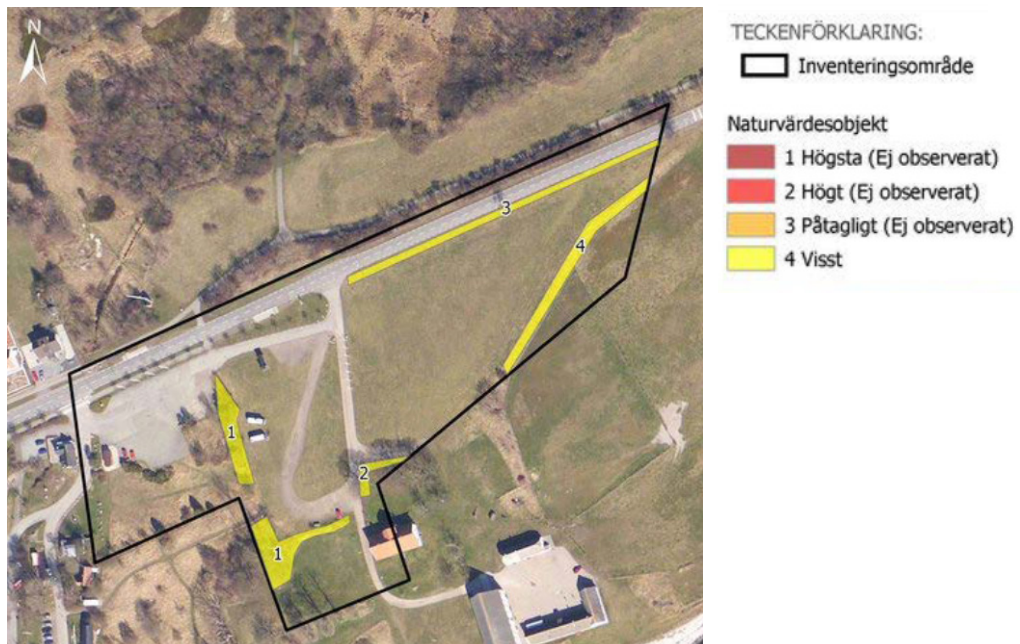 N
3
4
1
2
1
TECKENFÖRKLARING:
Inventeringsområde
Naturvärdesobjekt
1 Högsta (Ej observerat)
2 Högt (Ej observerat)
3 Påtagligt (Ej observerat)
4 Visst